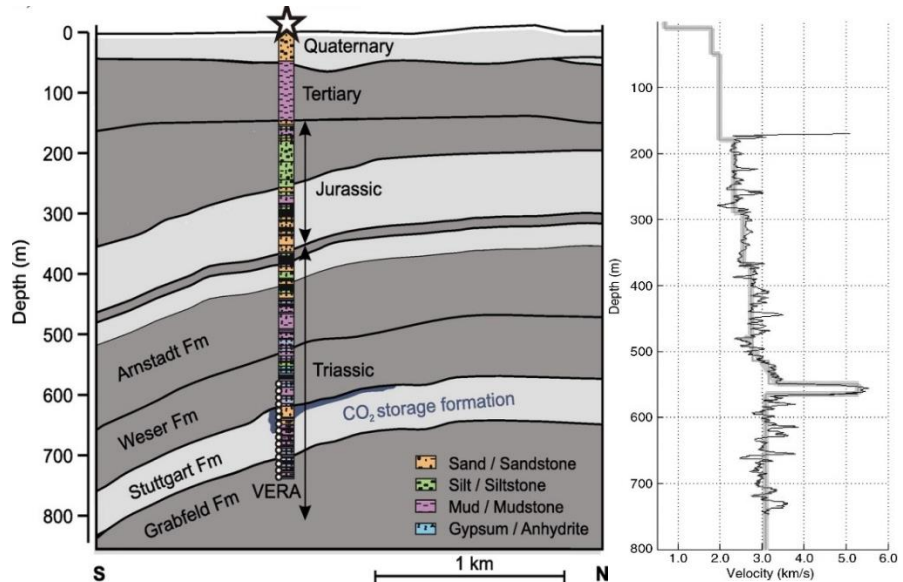 0
100
200
300
400
500
600
700
800
Depth (m)
Quaternary
Tertiary
Jurassic
Triassic
Arnstadt Fm
Weser Fm
Stuttgart Fm
Grabfeld Fm
CO₂ storage formation
VERA
Sand / Sandstone
Silt / Siltstone
Mud / Mudstone
Gypsum / Anhydrite
1 km
S
N
100
200
300
400
500
600
700
800
Depth (m)
1.0 2.0 3.0 4.0 5.0 6.0
Velocity (km/s)